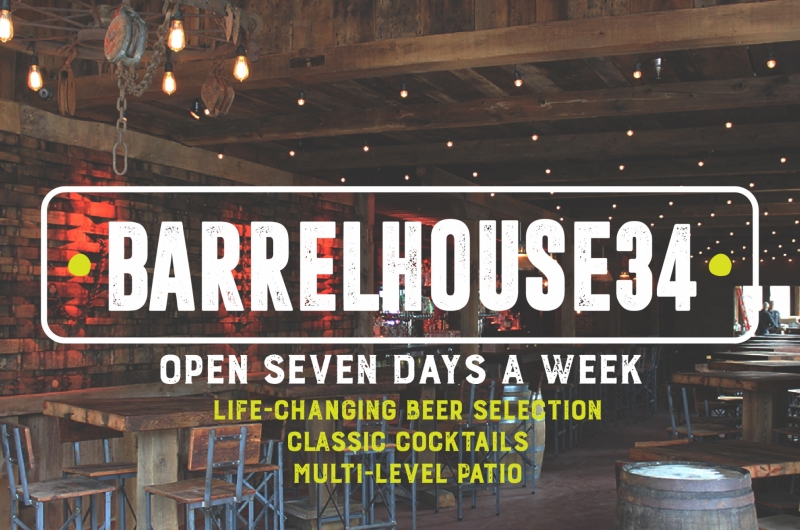 BARRELHOUSE34
OPEN SEVEN DAYS A WEEK
LIFE-CHANGING BEER SELECTION
CLASSIC COCKTAILS
MULTI-LEVEL PATIO